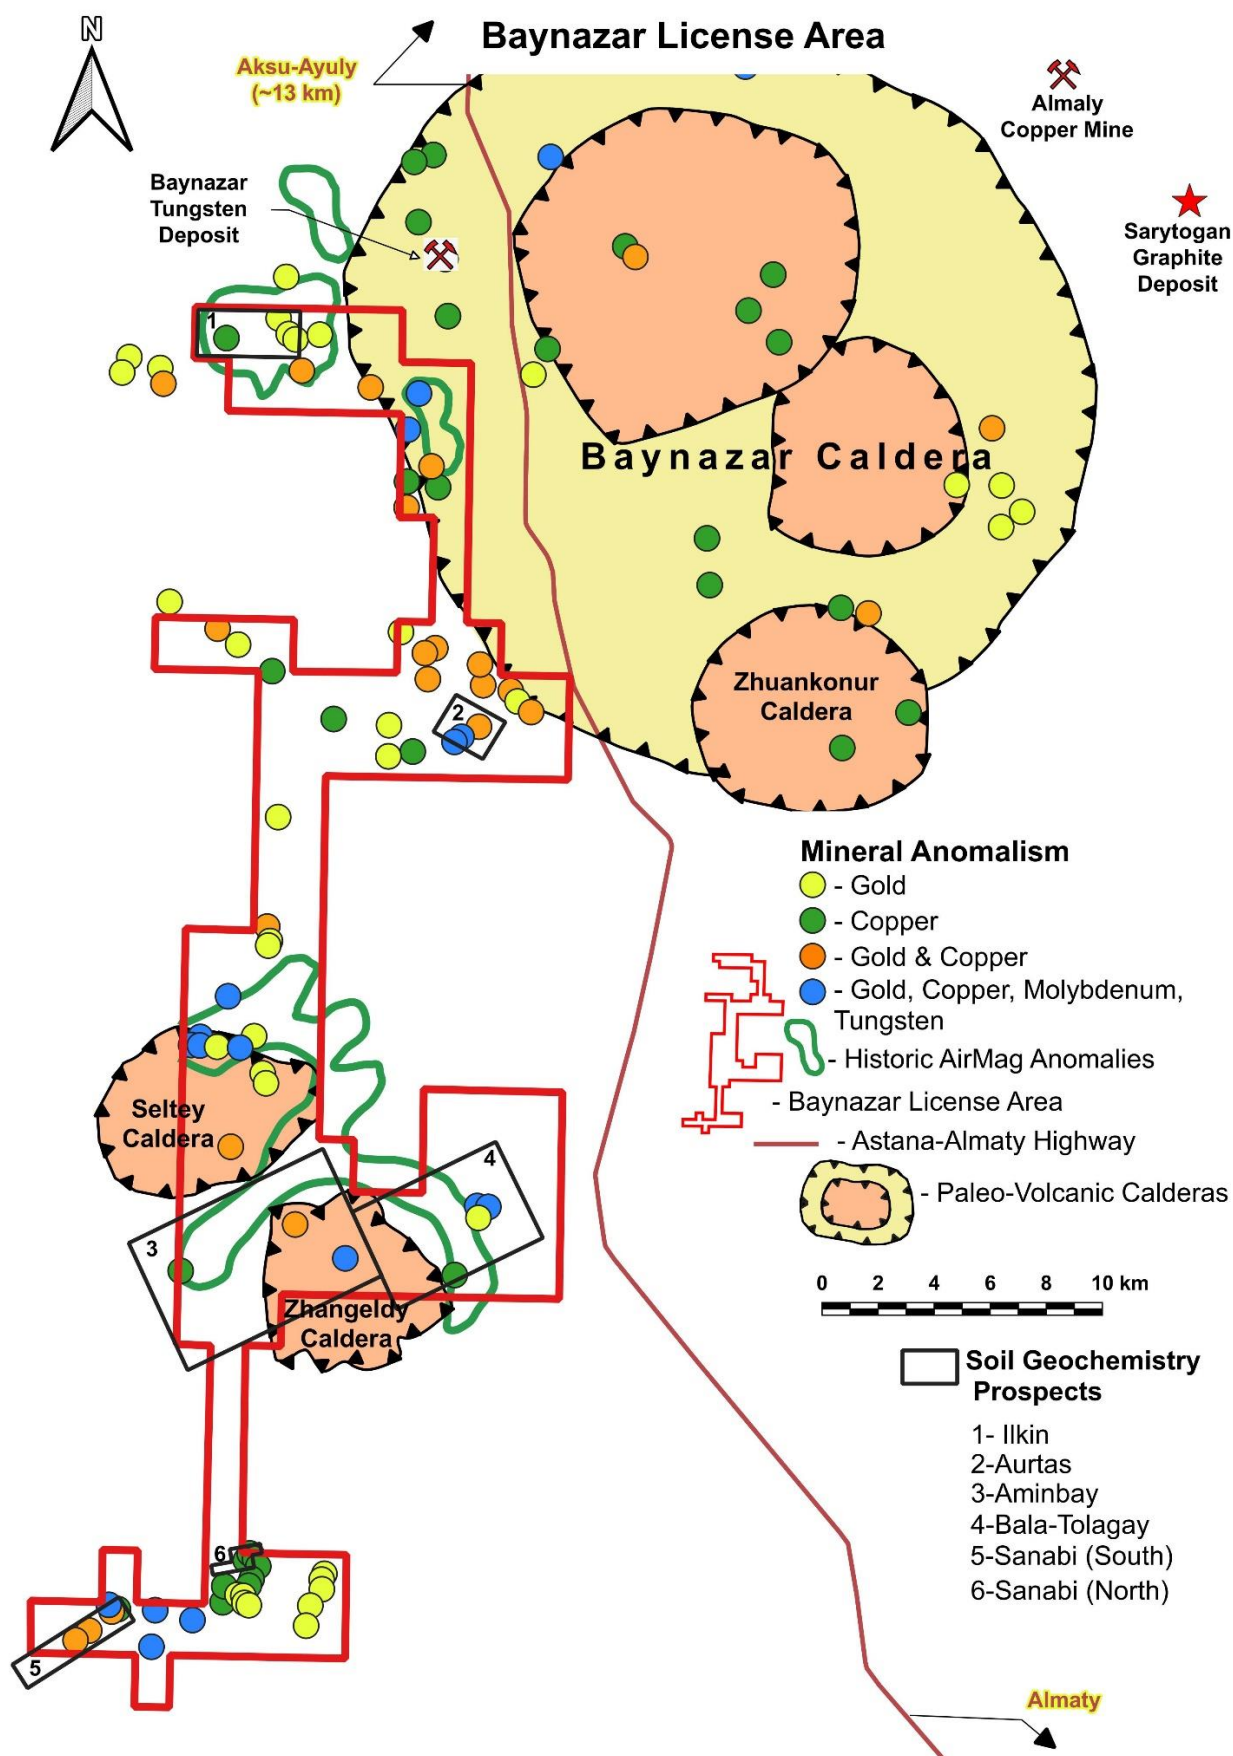 N
Baynazar License Area
Aksu-Ayuly
(~13 km)
Almaly
Copper Mine
Baynazar
Tungsten
Deposit
Sarytogan
Graphite
Deposit
1
Baynazar Caldera
Zhuankonur
Caldera
2
Mineral Anomalism
- Gold
- Copper
- Gold & Copper
- Gold, Copper, Molybdenum,
Tungsten
- Historic AirMag Anomalies
- Baynazar License Area
- Astana-Almaty Highway
- Paleo-Volcanic Calderas
Seltey
Caldera
4
3
0 2 4 6 8 10 km
Zhangeldy
Caldera
Soil Geochemistry
Prospects
1- Ilkin
2-Aurtas
3-Aminbay
4-Bala-Tolagay
5-Sanabi (South)
6-Sanabi (North)
6
5
Almaty